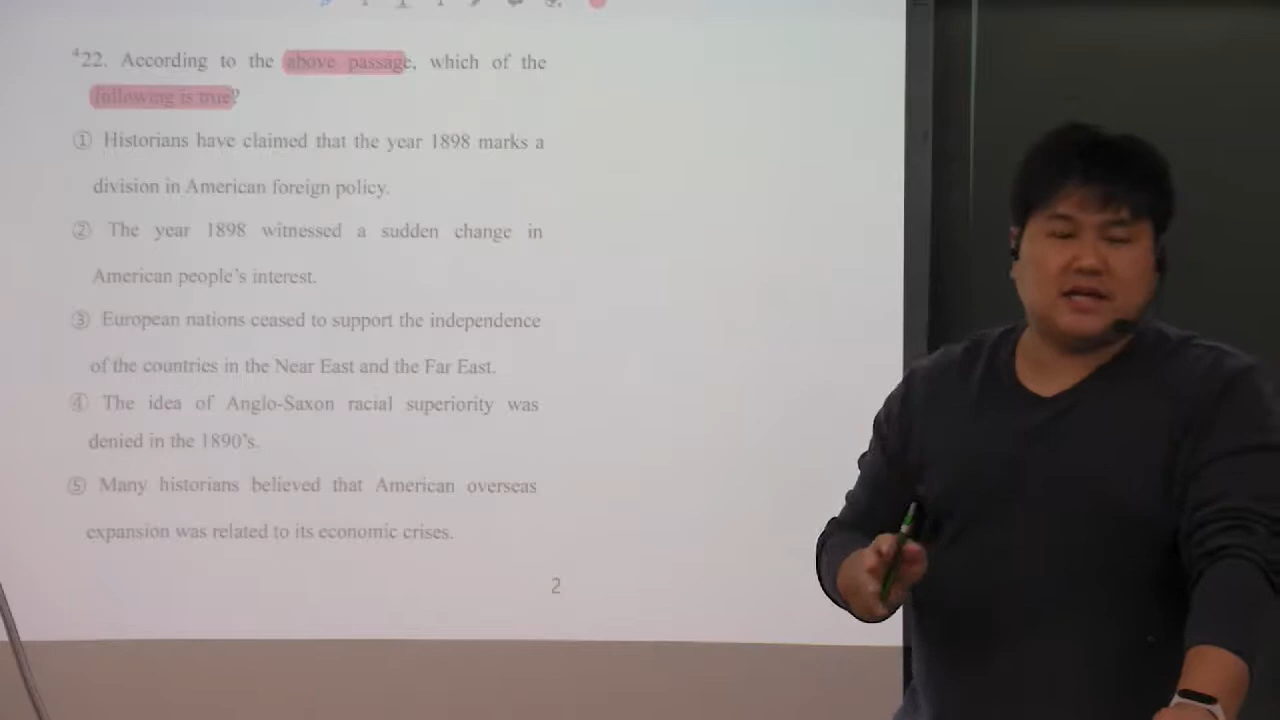 ⁴22. According to the above passage, which of the
following is true?
① Historians have claimed that the year 1898 marks a
division in American foreign policy.
② The year 1898 witnessed a sudden change in
American people's interest.
③ European nations ceased to support the independence
of the countries in the Near East and the Far East.
④ The idea of Anglo-Saxon racial superiority was
denied in the 1890's.
⑤ Many historians believed that American overseas
expansion was related to its economic crises.
2